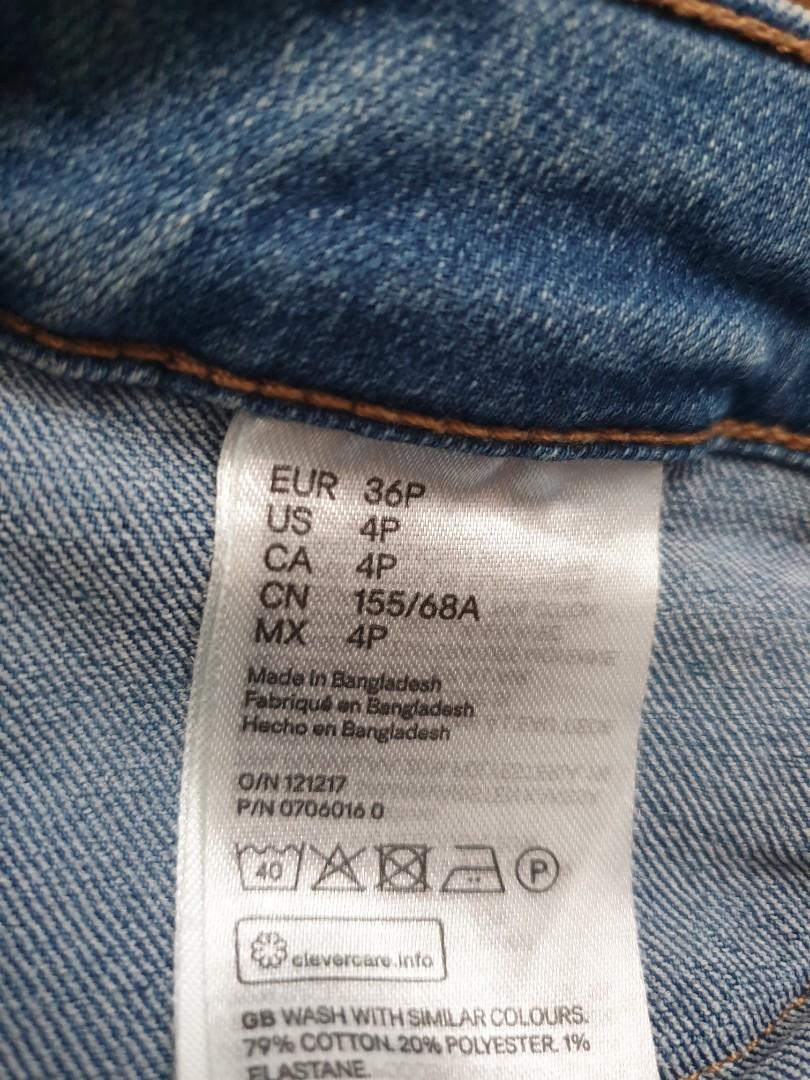 EUR 36P
US 4P
CA 4P
CN 155/68A
MX 4P
Made in Bangladesh
Fabriqué en Bangladesh
Hecho en Bangladesh
O/N 121217
P/N 0706016 0
40
P
clevercare.info
GB WASH WITH SIMILAR COLOURS.
79% COTTON. 20% POLYESTER. 1%
ELASTANE.